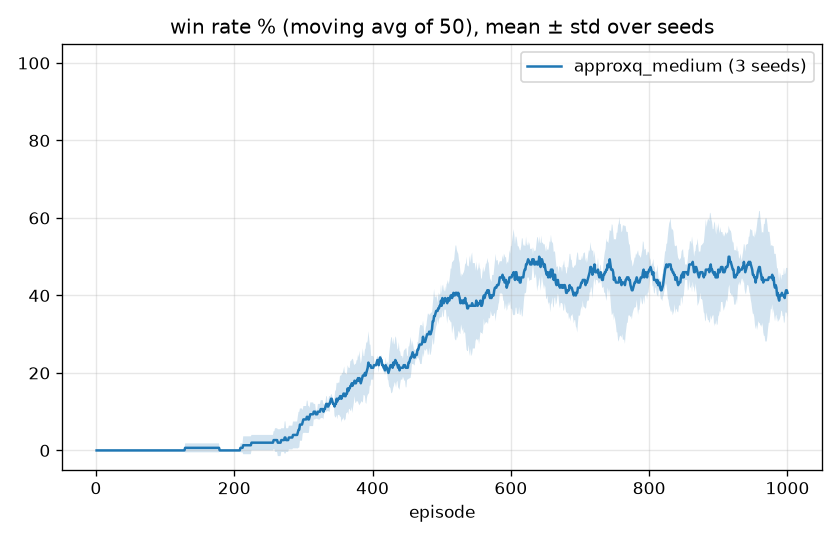 win rate % (moving avg of 50), mean ± std over seeds
approxq_medium (3 seeds)
100
80
60
40
20
0
0 200 400 600 800 1000
episode